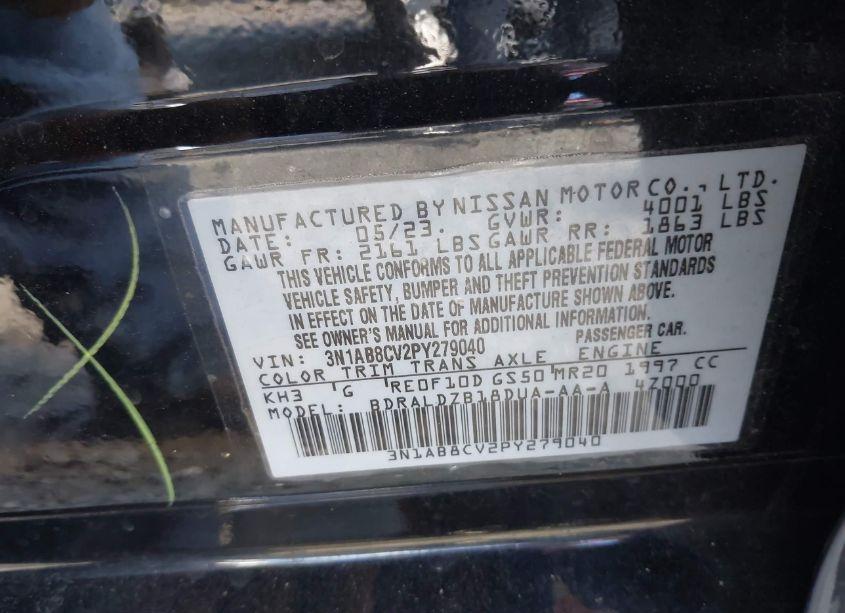 MANUFACTURED BY NISSAN MOTOR CO., LTD.
DATE: 05/23. GVWR: 4001 LBS
GAWR FR: 2161 LBS GAWR RR: 1863 LBS
THIS VEHICLE CONFORMS TO ALL APPLICABLE FEDERAL MOTOR
VEHICLE SAFETY, BUMPER AND THEFT PREVENTION STANDARDS
IN EFFECT ON THE DATE OF MANUFACTURE SHOWN ABOVE.
SEE OWNER'S MANUAL FOR ADDITIONAL INFORMATION.
VIN: 3N1AB8CV2PY279040 PASSENGER CAR.
COLOR TRIM TRANS AXLE ENGINE
KH3 G RE0F10D GS50 MR20 1997 CC
MODEL: BDRALDZB18DUA-AA-A 4Z000
3N1AB8CV2PY279040